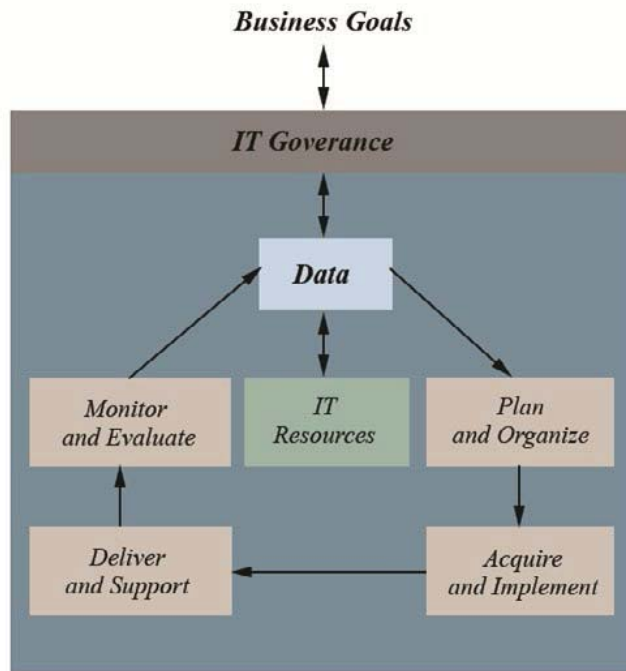 Business Goals
IT Goverance
Data
Monitor
and Evaluate
IT
Resources
Plan
and Organize
Deliver
and Support
Acquire
and Implement